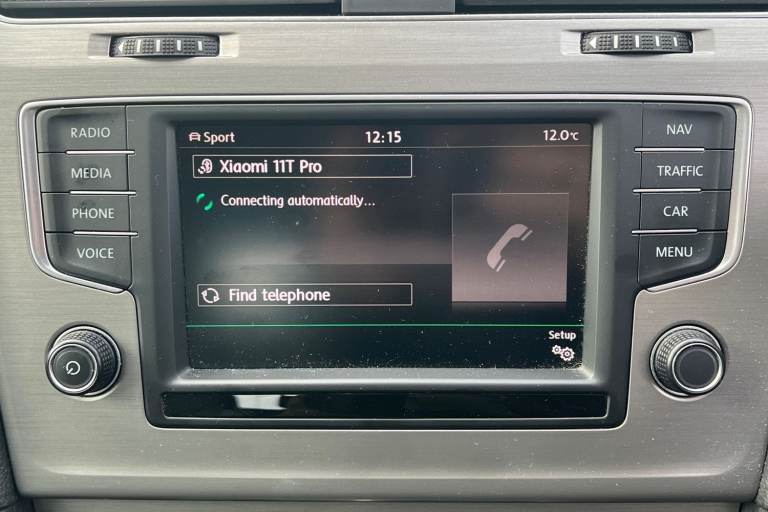 RADIO
MEDIA
PHONE
VOICE
Sport 12:15 12.0°C
Xiaomi 11T Pro
Connecting automatically...
Find telephone
Setup
NAV
TRAFFIC
CAR
MENU